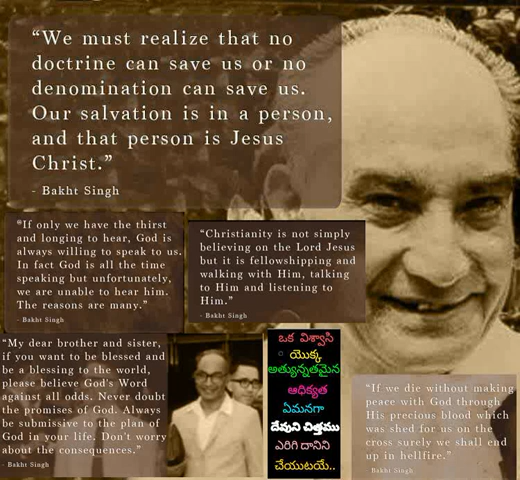 “We must realize that no
doctrine can save us or no
denomination can save us.
Our salvation is in a person,
and that person is Jesus
Christ.”
- Bakht Singh
“If only we have the thirst
and longing to hear, God is
always willing to speak to us.
In fact God is all the time
speaking but unfortunately,
we are unable to hear him.
The reasons are many.”
- Bakht Singh
“Christianity is not simply
believing on the Lord Jesus
but it is fellowshipping and
walking with Him, talking
to Him and listening to
Him.”
- Bakht Singh
“My dear brother and sister,
if you want to be blessed and
be a blessing to the world,
please believe God's Word
against all odds. Never doubt
the promises of God. Always
be submissive to the plan of
God in your life. Don't worry
about the consequences.”
- Bakht Singh
ఒక విశ్వాసి
యొక్క
అత్యున్నతమైన
ఆధిక్యత
ఏమనగా
దేవుని చిత్తము
ఎరిగి దానిని
చేయుటయే..
“If we die without making
peace with God through
His precious blood which
was shed for us on the
cross surely we shall end
up in hellfire.”
- Bakht Singh